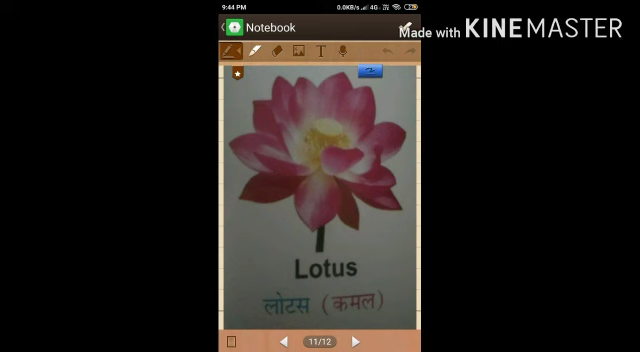 9:44 PM
0.0KB/s 4G
Notebook
Made with KINEMASTER
T
Lotus
लोटस (कमल)
11/12